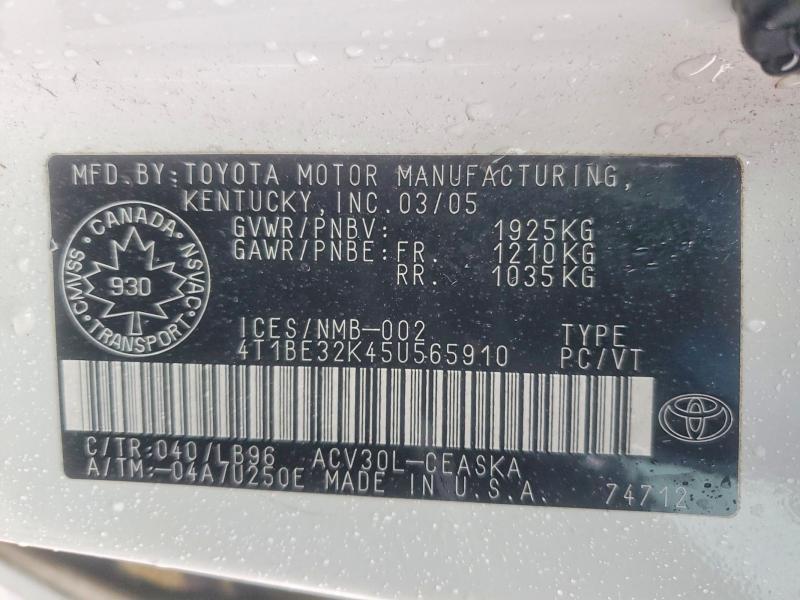 MFD. BY: TOYOTA MOTOR MANUFACTURING,
KENTUCKY, INC. 03/05
GVWR/PNBV: 1925KG
GAWR/PNBE: FR. 1210KG
RR. 1035KG
CANADA
CMVSS NSVAC
930
TRANSPORT
ICES/NMB-002 TYPE
4T1BE32K45U565910 PC/VT
C/TR: 040/LB96 ACV30L-CEASKA
A/TM: -04A/U250E MADE IN U.S.A. 74712